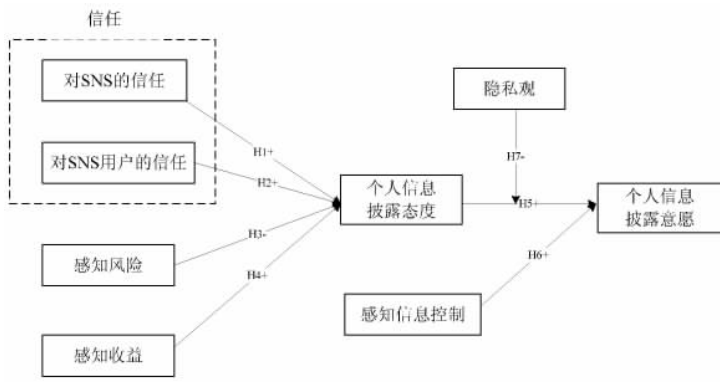 信任
对SNS的信任
隐私观
对SNS用户的信任
H1+
H7-
H2+
个人信息
披露态度
H5+
个人信息
披露意愿
H3-
感知风险
H6+
H4+
感知信息控制
感知收益